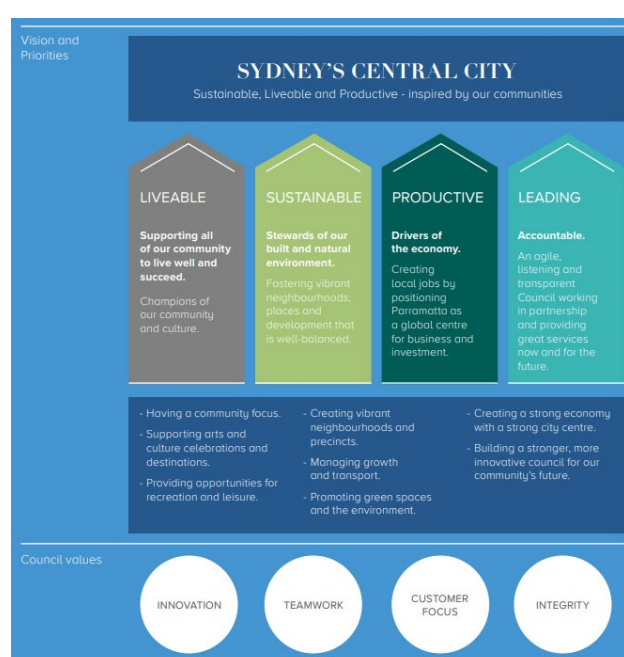 Vision and
Priorities
SYDNEY'S CENTRAL CITY
Sustainable, Liveable and Productive - inspired by our communities
LIVEABLE
Supporting all
of our community
to live well and
succeed.
Champions of
our community
and culture.
SUSTAINABLE
Stewards of our
built and natural
environment.
Fostering vibrant
neighbourhoods,
places and
development that
is well-balanced.
PRODUCTIVE
Drivers of
the economy.
Creating
local jobs by
positioning
Parramatta as
a global centre
for business and
investment.
LEADING
Accountable.
An agile,
listening and
transparent
Council working
in partnership
and providing
great services
now and for the
future.
- Having a community focus.
- Supporting arts and
culture celebrations and
destinations.
- Providing opportunities for
recreation and leisure.
- Creating vibrant
neighbourhoods and
precincts.
- Managing growth
and transport.
- Promoting green spaces
and the environment.
- Creating a strong economy
with a strong city centre.
- Building a stronger, more
innovative council for our
community's future.
Council values
INNOVATION
TEAMWORK
CUSTOMER
FOCUS
INTEGRITY